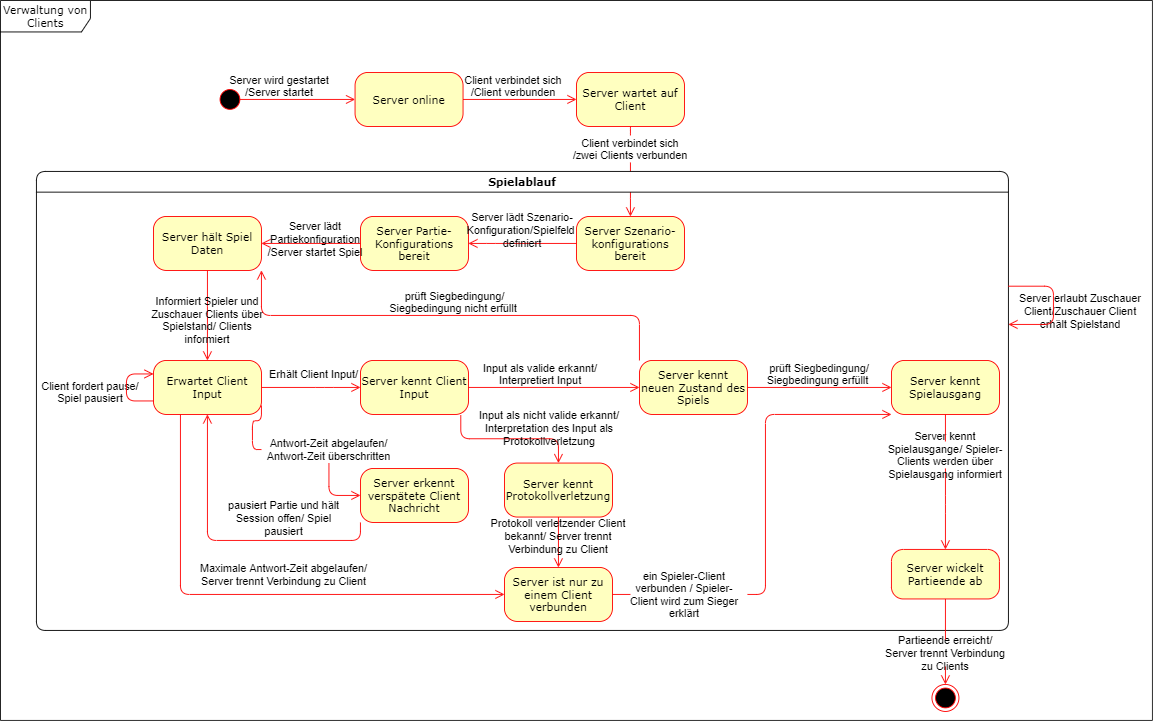 Verwaltung von
Clients
Server wird gestartet
/Server startet
Server online
Client verbindet sich
/Client verbunden
Server wartet auf
Client
Client verbindet sich
/zwei Clients verbunden
Spielablauf
Server hält Spiel
Daten
Server lädt
Partiekonfiguration
/Server startet Spiel
Server Partie-
Konfigurations
bereit
Server lädt Szenario-
Konfiguration/Spielfeld
definiert
Server Szenario-
konfigurations
bereit
Informiert Spieler und
Zuschauer Clients über
Spielstand/ Clients
informiert
prüft Siegbedingung/
Siegbedingung nicht erfüllt
Server erlaubt Zuschauer
Client/Zuschauer Client
erhält Spielstand
Client fordert pause/
Spiel pausiert
Erwartet Client
Input
Erhält Client Input/
Server kennt Client
Input
Input als valide erkannt/
Interpretiert Input
Server kennt
neuen Zustand des
Spiels
prüft Siegbedingung/
Siegbedingung erfüllt
Server kennt
Spielausgang
Input als nicht valide erkannt/
Interpretation des Input als
Protokollverletzung
Antwort-Zeit abgelaufen/
Antwort-Zeit überschritten
Server kennt
Spielausgange/ Spieler-
Clients werden über
Spielausgang informiert
Server erkennt
verspätete Client
Nachricht
Server kennt
Protokollverletzung
pausiert Partie und hält
Session offen/ Spiel
pausiert
Protokoll verletzender Client
bekannt/ Server trennt
Verbindung zu Client
Maximale Antwort-Zeit abgelaufen/
Server trennt Verbindung zu Client
Server ist nur zu
einem Client
verbunden
ein Spieler-Client
verbunden / Spieler-
Client wird zum Sieger
erklärt
Server wickelt
Partieende ab
Partieende erreicht/
Server trennt Verbindung
zu Clients